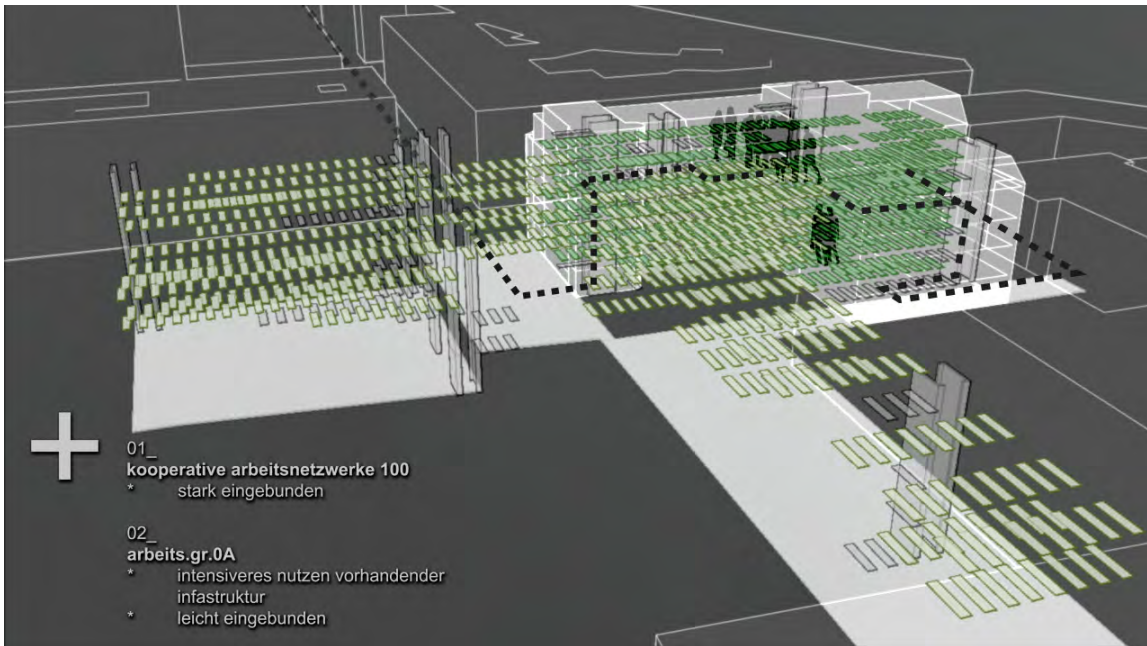 01_
kooperative arbeitsnetzwerke 100
* stark eingebunden
02_
arbeits.gr.0A
* intensiveres nutzen vorhandender
infastruktur
* leicht eingebunden